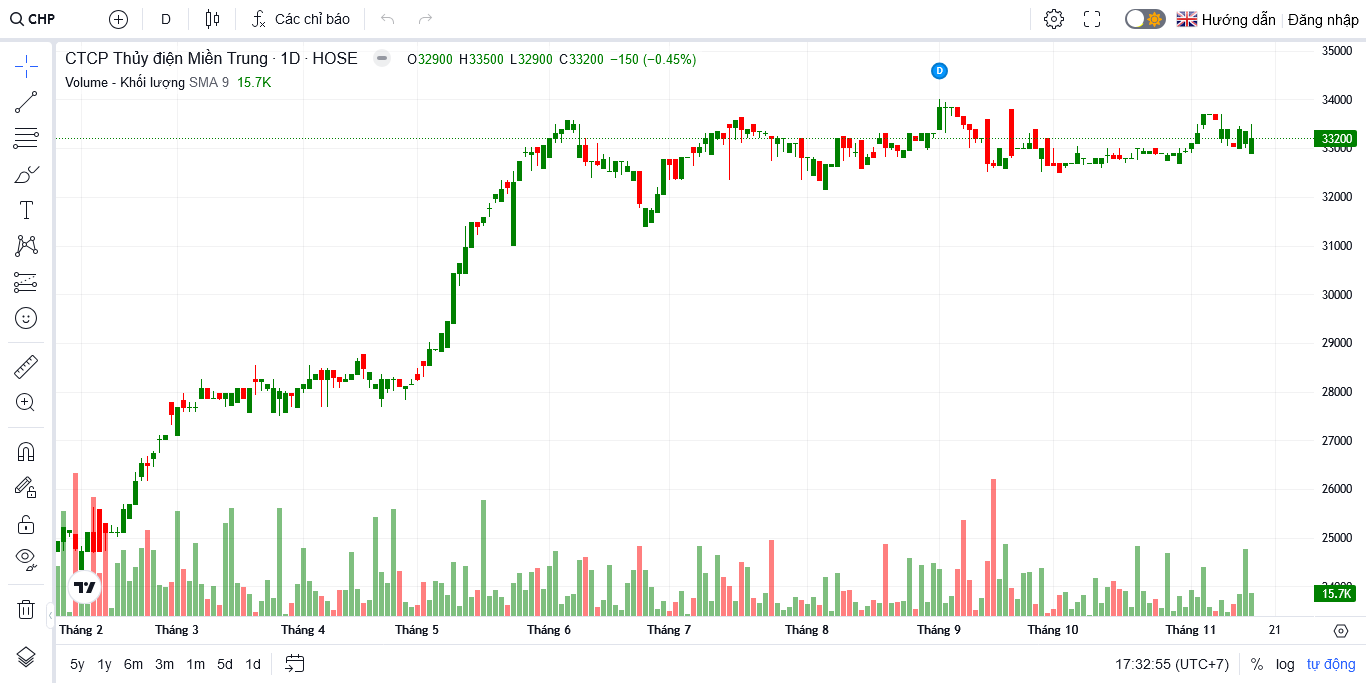 CHP D Các chỉ báo Hướng dẫn Đăng nhập
CTCP Thủy điện Miền Trung · 1D · HOSE O32900 H33500 L32900 C33200 −150 (−0.45%)
Volume - Khối lượng SMA 9 15.7K
D
35000
34000
33200
33000
32000
31000
30000
29000
28000
27000
26000
25000
24000
15.7K
Tháng 2 Tháng 3 Tháng 4 Tháng 5 Tháng 6 Tháng 7 Tháng 8 Tháng 9 Tháng 10 Tháng 11 21
5y 1y 6m 3m 1m 5d 1d 17:32:55 (UTC+7) % log tự động